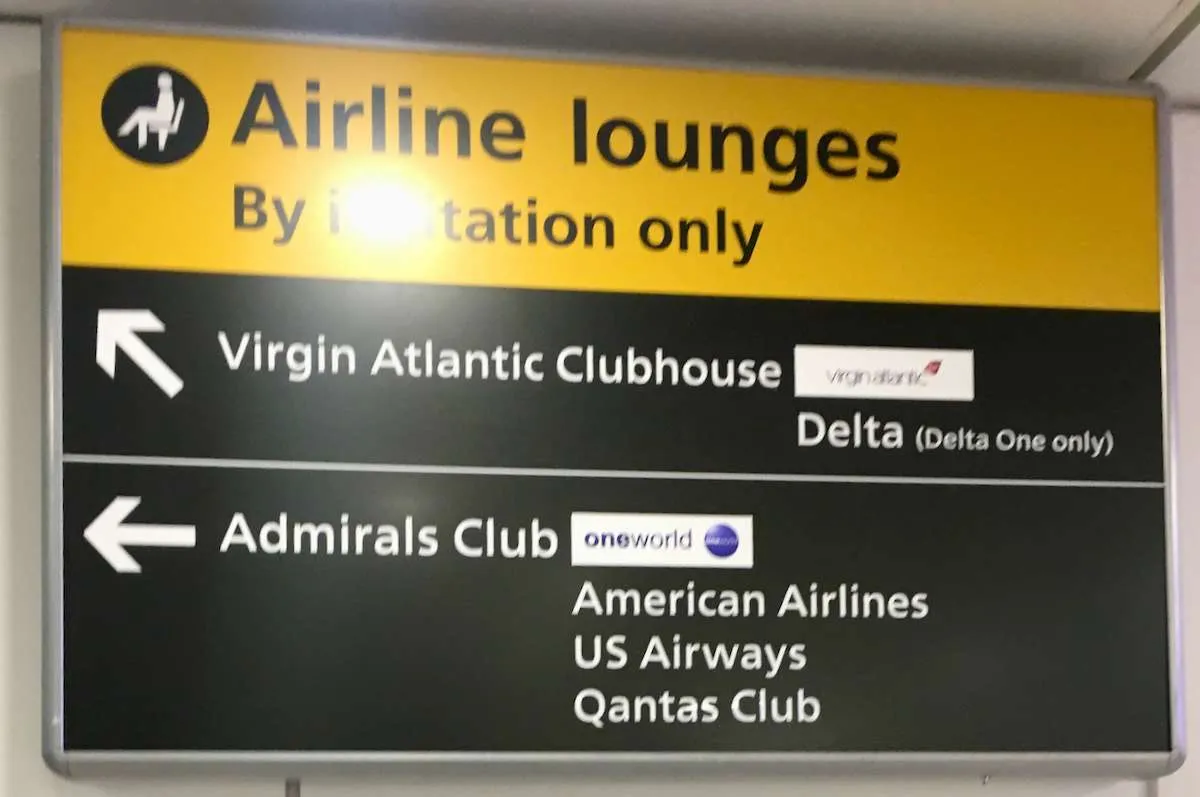 Airline lounges
By tation only
Virgin Atlantic Clubhouse virgin atlantic
Delta (Delta One only)
Admirals Club oneworld
American Airlines
US Airways
Qantas Club